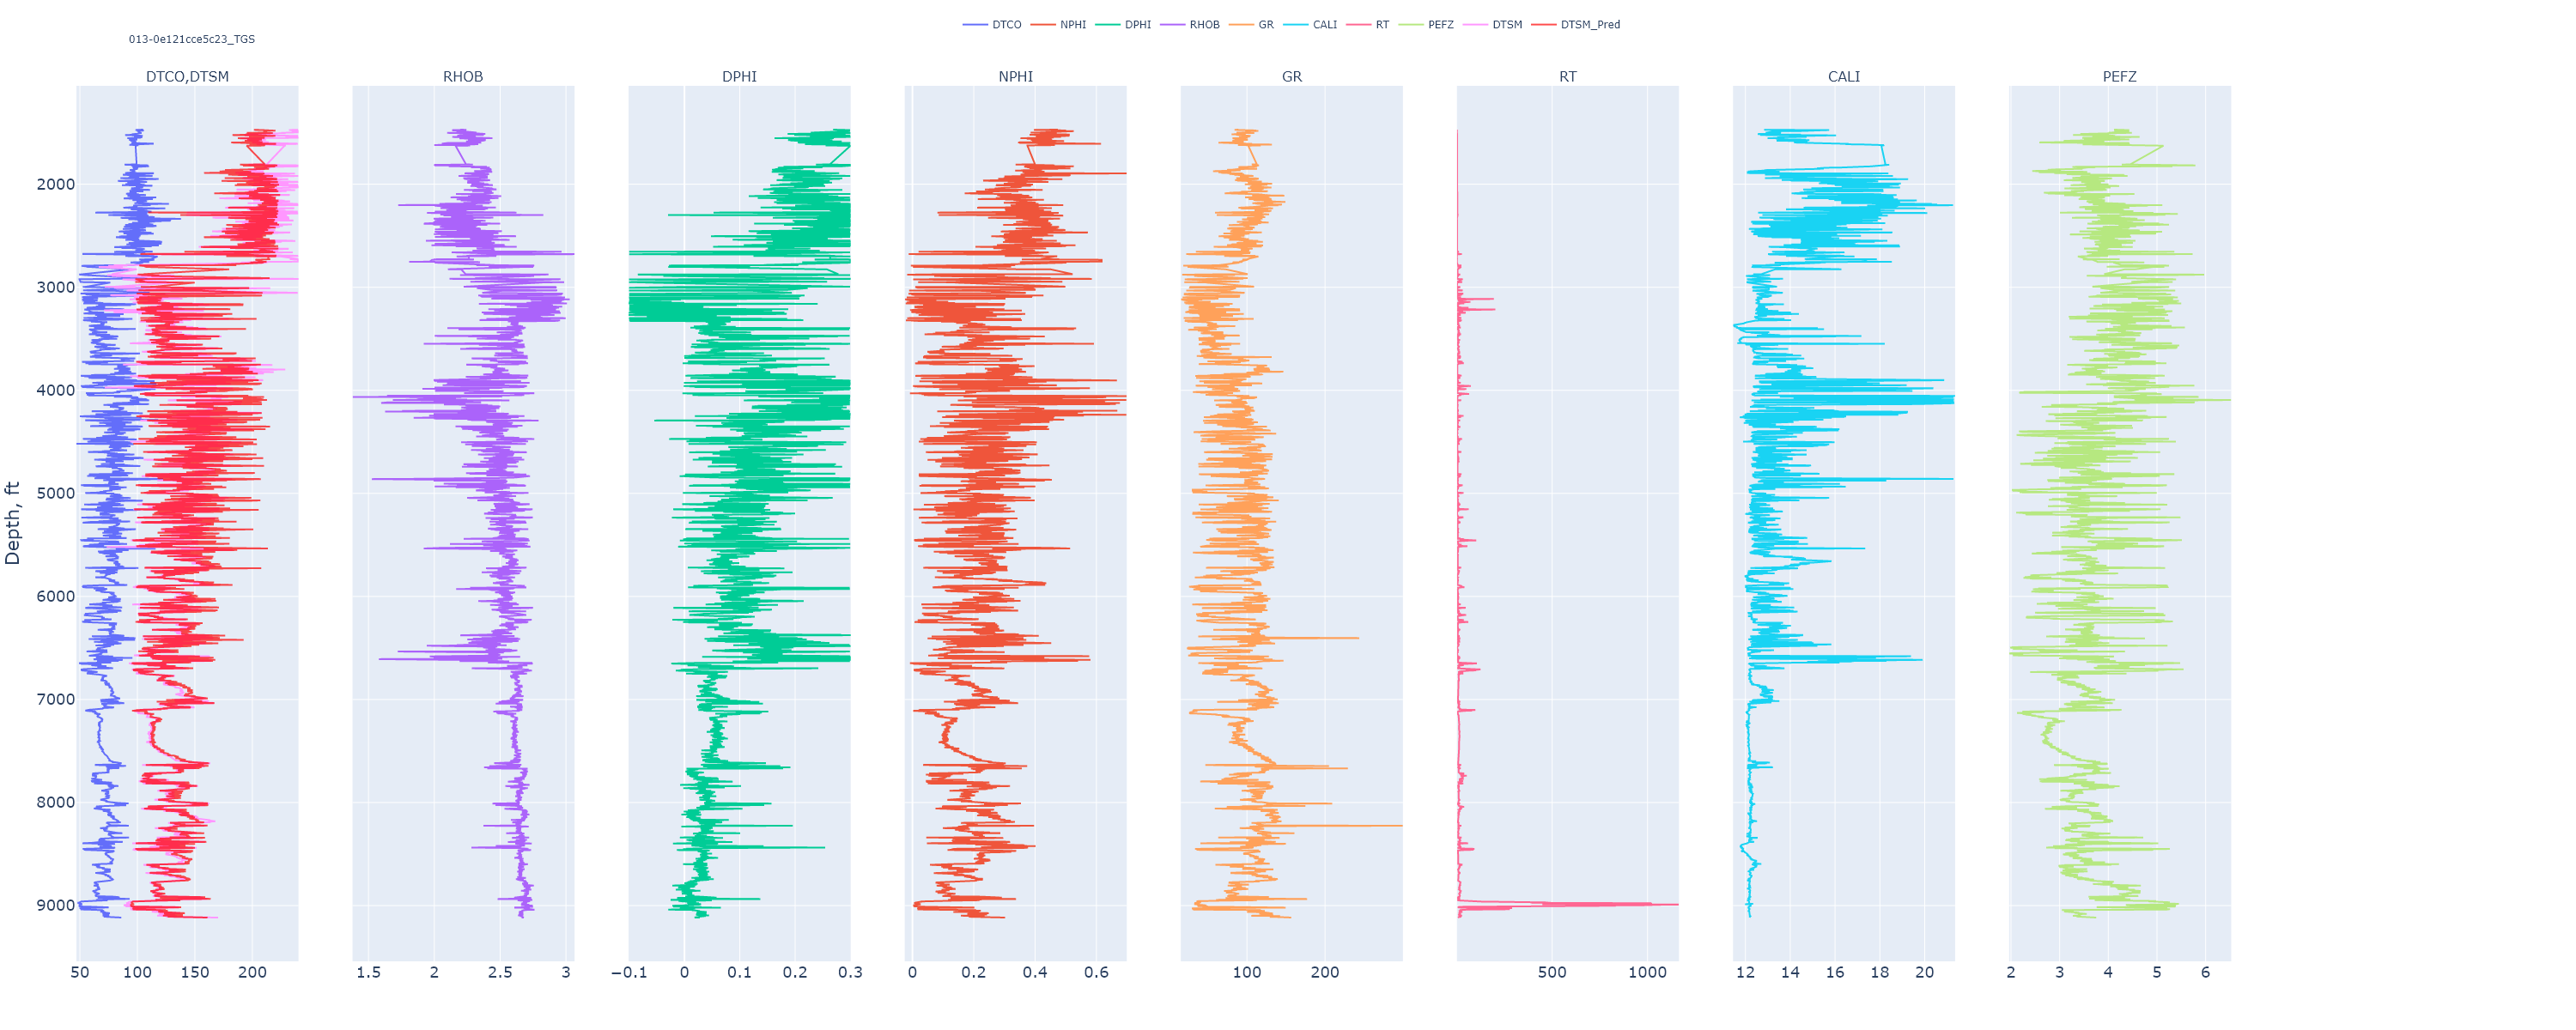 DTCO NPHI DPHI RHOB GR CALI RT PEFZ DTSM DTSM_Pred
013-0e121cce5c23_TGS
DTCO,DTSM RHOB DPHI NPHI GR RT CALI PEFZ
Depth, ft
2000
3000
4000
5000
6000
7000
8000
9000
50 100 150 200 1.5 2 2.5 3 −0.1 0 0.1 0.2 0.3 0 0.2 0.4 0.6 100 200 500 1000 12 14 16 18 20 2 3 4 5 6